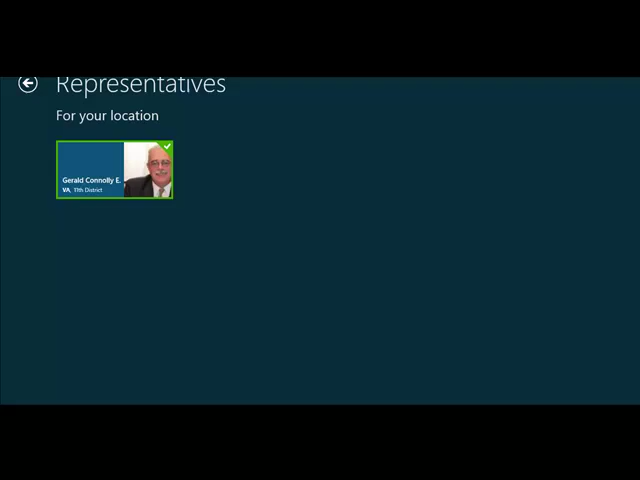 Representatives
For your location
Gerald Connolly E.
VA, 11th District